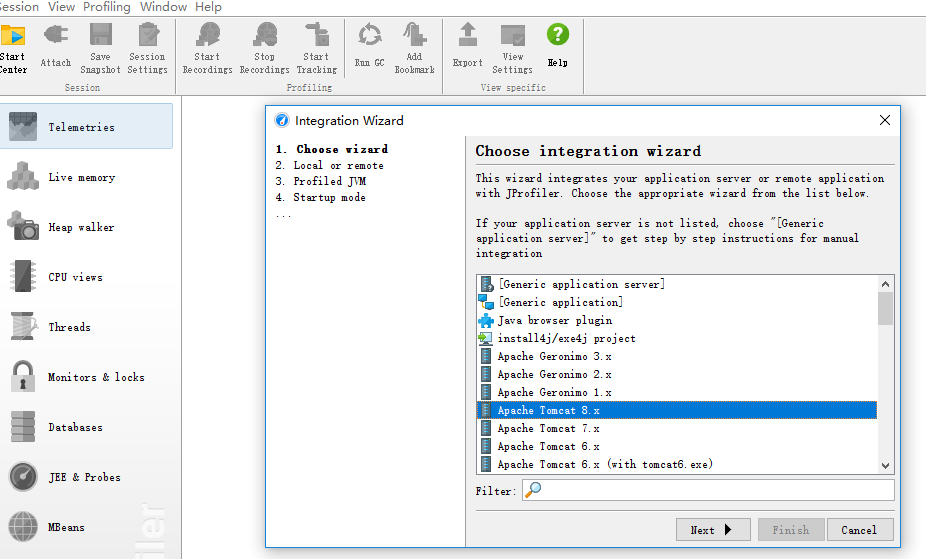 Session View Profiling Window Help
Start Center
Attach
Save Snapshot
Session Settings
Start Recordings
Stop Recordings
Start Tracking
Run GC
Add Bookmark
Export
View Settings
Help
Session
Profiling
View specific
Telemetries
Live memory
Heap walker
CPU views
Threads
Monitors & locks
Databases
JEE & Probes
MBeans
Integration Wizard
1. Choose wizard
2. Local or remote
3. Profiled JVM
4. Startup mode
...
Choose integration wizard
This wizard integrates your application server or remote application
with JProfiler. Choose the appropriate wizard from the list below.
If your application server is not listed, choose "[Generic
application server]" to get step by step instructions for manual
integration
[Generic application server]
[Generic application]
Java browser plugin
install4j/exe4j project
Apache Geronimo 3.x
Apache Geronimo 2.x
Apache Geronimo 1.x
Apache Tomcat 8.x
Apache Tomcat 7.x
Apache Tomcat 6.x
Apache Tomcat 6.x (with tomcat6.exe)
Filter:
Next
Finish
Cancel